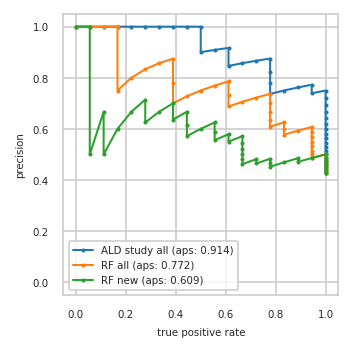 1.0
0.8
0.6
0.4
0.2
0.0
precision
ALD study all (aps: 0.914)
RF all (aps: 0.772)
RF new (aps: 0.609)
0.0 0.2 0.4 0.6 0.8 1.0
true positive rate